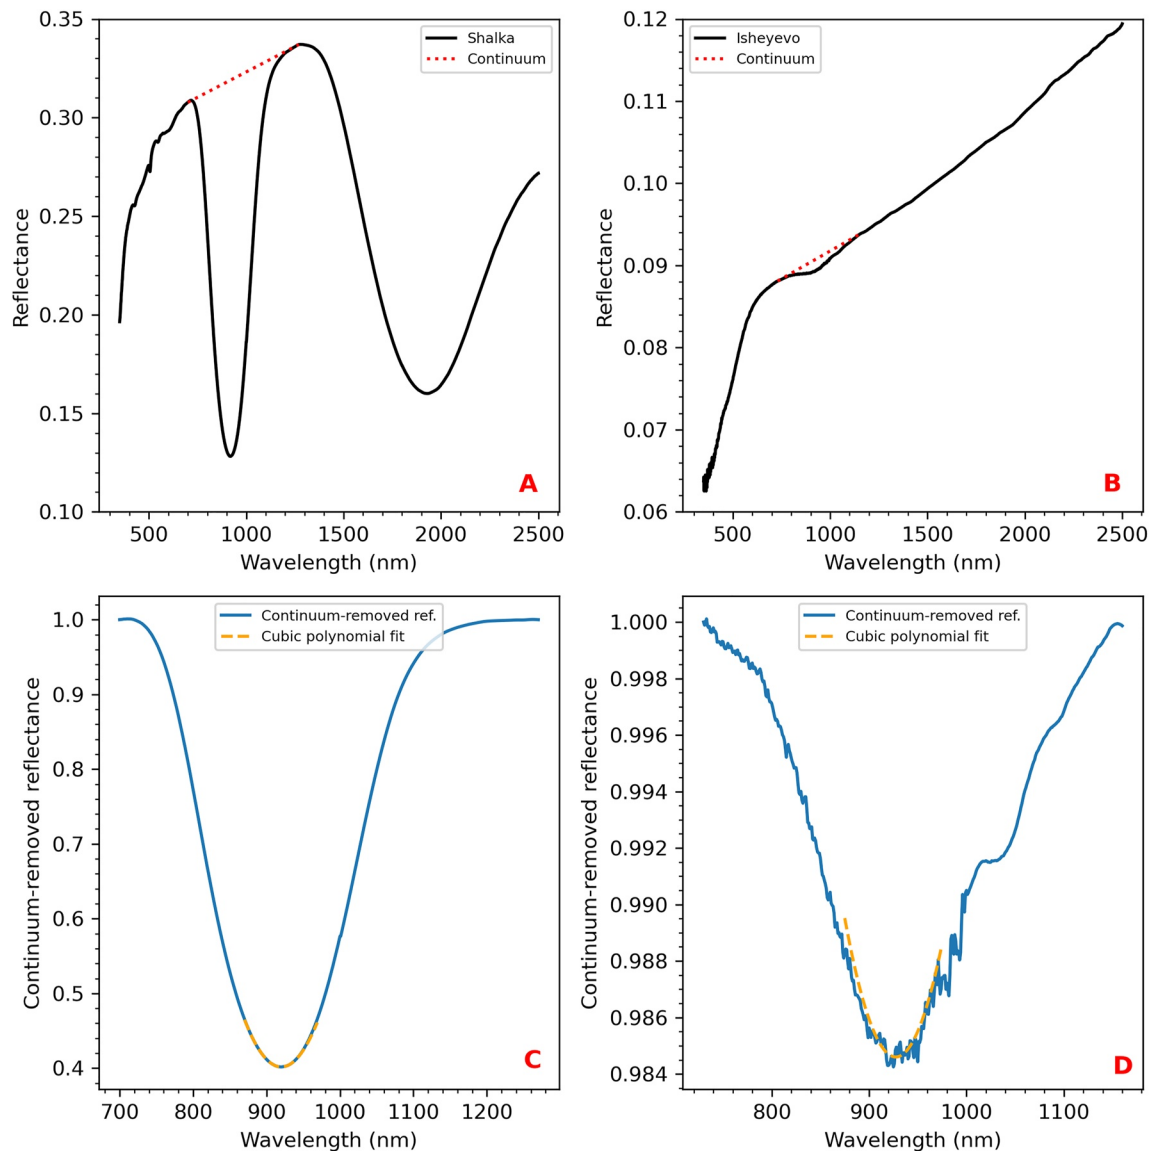 0.35
0.30
0.25
0.20
0.15
0.10
Reflectance
Shalka
Continuum
A
500 1000 1500 2000 2500
Wavelength (nm)
0.12
0.11
0.10
0.09
0.08
0.07
0.06
Reflectance
Isheyevo
Continuum
B
500 1000 1500 2000 2500
Wavelength (nm)
1.0
0.9
0.8
0.7
0.6
0.5
0.4
Continuum-removed reflectance
Continuum-removed ref.
Cubic polynomial fit
C
700 800 900 1000 1100 1200
Wavelength (nm)
1.000
0.998
0.996
0.994
0.992
0.990
0.988
0.986
0.984
Continuum-removed reflectance
Continuum-removed ref.
Cubic polynomial fit
D
800 900 1000 1100
Wavelength (nm)